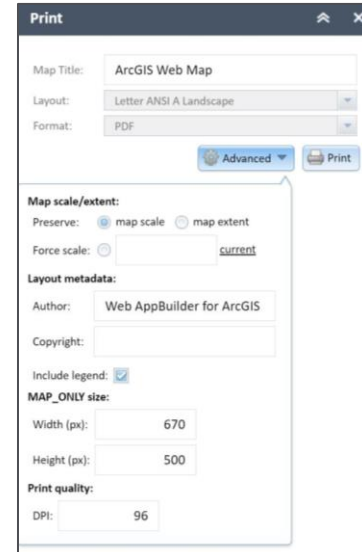 Print
Map Title: ArcGIS Web Map
Layout: Letter ANSI A Landscape
Format: PDF
Advanced Print
Map scale/extent:
Preserve: map scale map extent
Force scale: current
Layout metadata:
Author: Web AppBuilder for ArcGIS
Copyright:
Include legend:
MAP_ONLY size:
Width (px): 670
Height (px): 500
Print quality:
DPI: 96